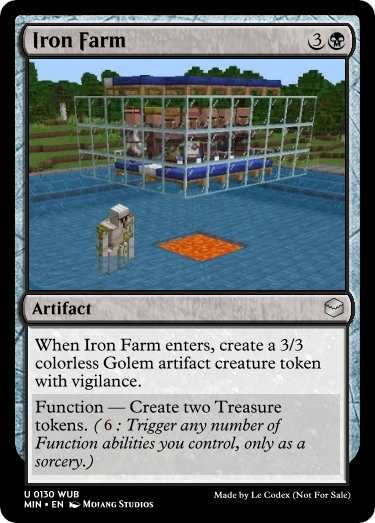 Iron Farm 3
Artifact
When Iron Farm enters, create a 3/3
colorless Golem artifact creature token
with vigilance.
Function — Create two Treasure
tokens. (6 : Trigger any number of
Function abilities you control, only as a
sorcery.)
U 0130 WUB
MIN • EN Mojang Studios
Made by Le Codex (Not For Sale)